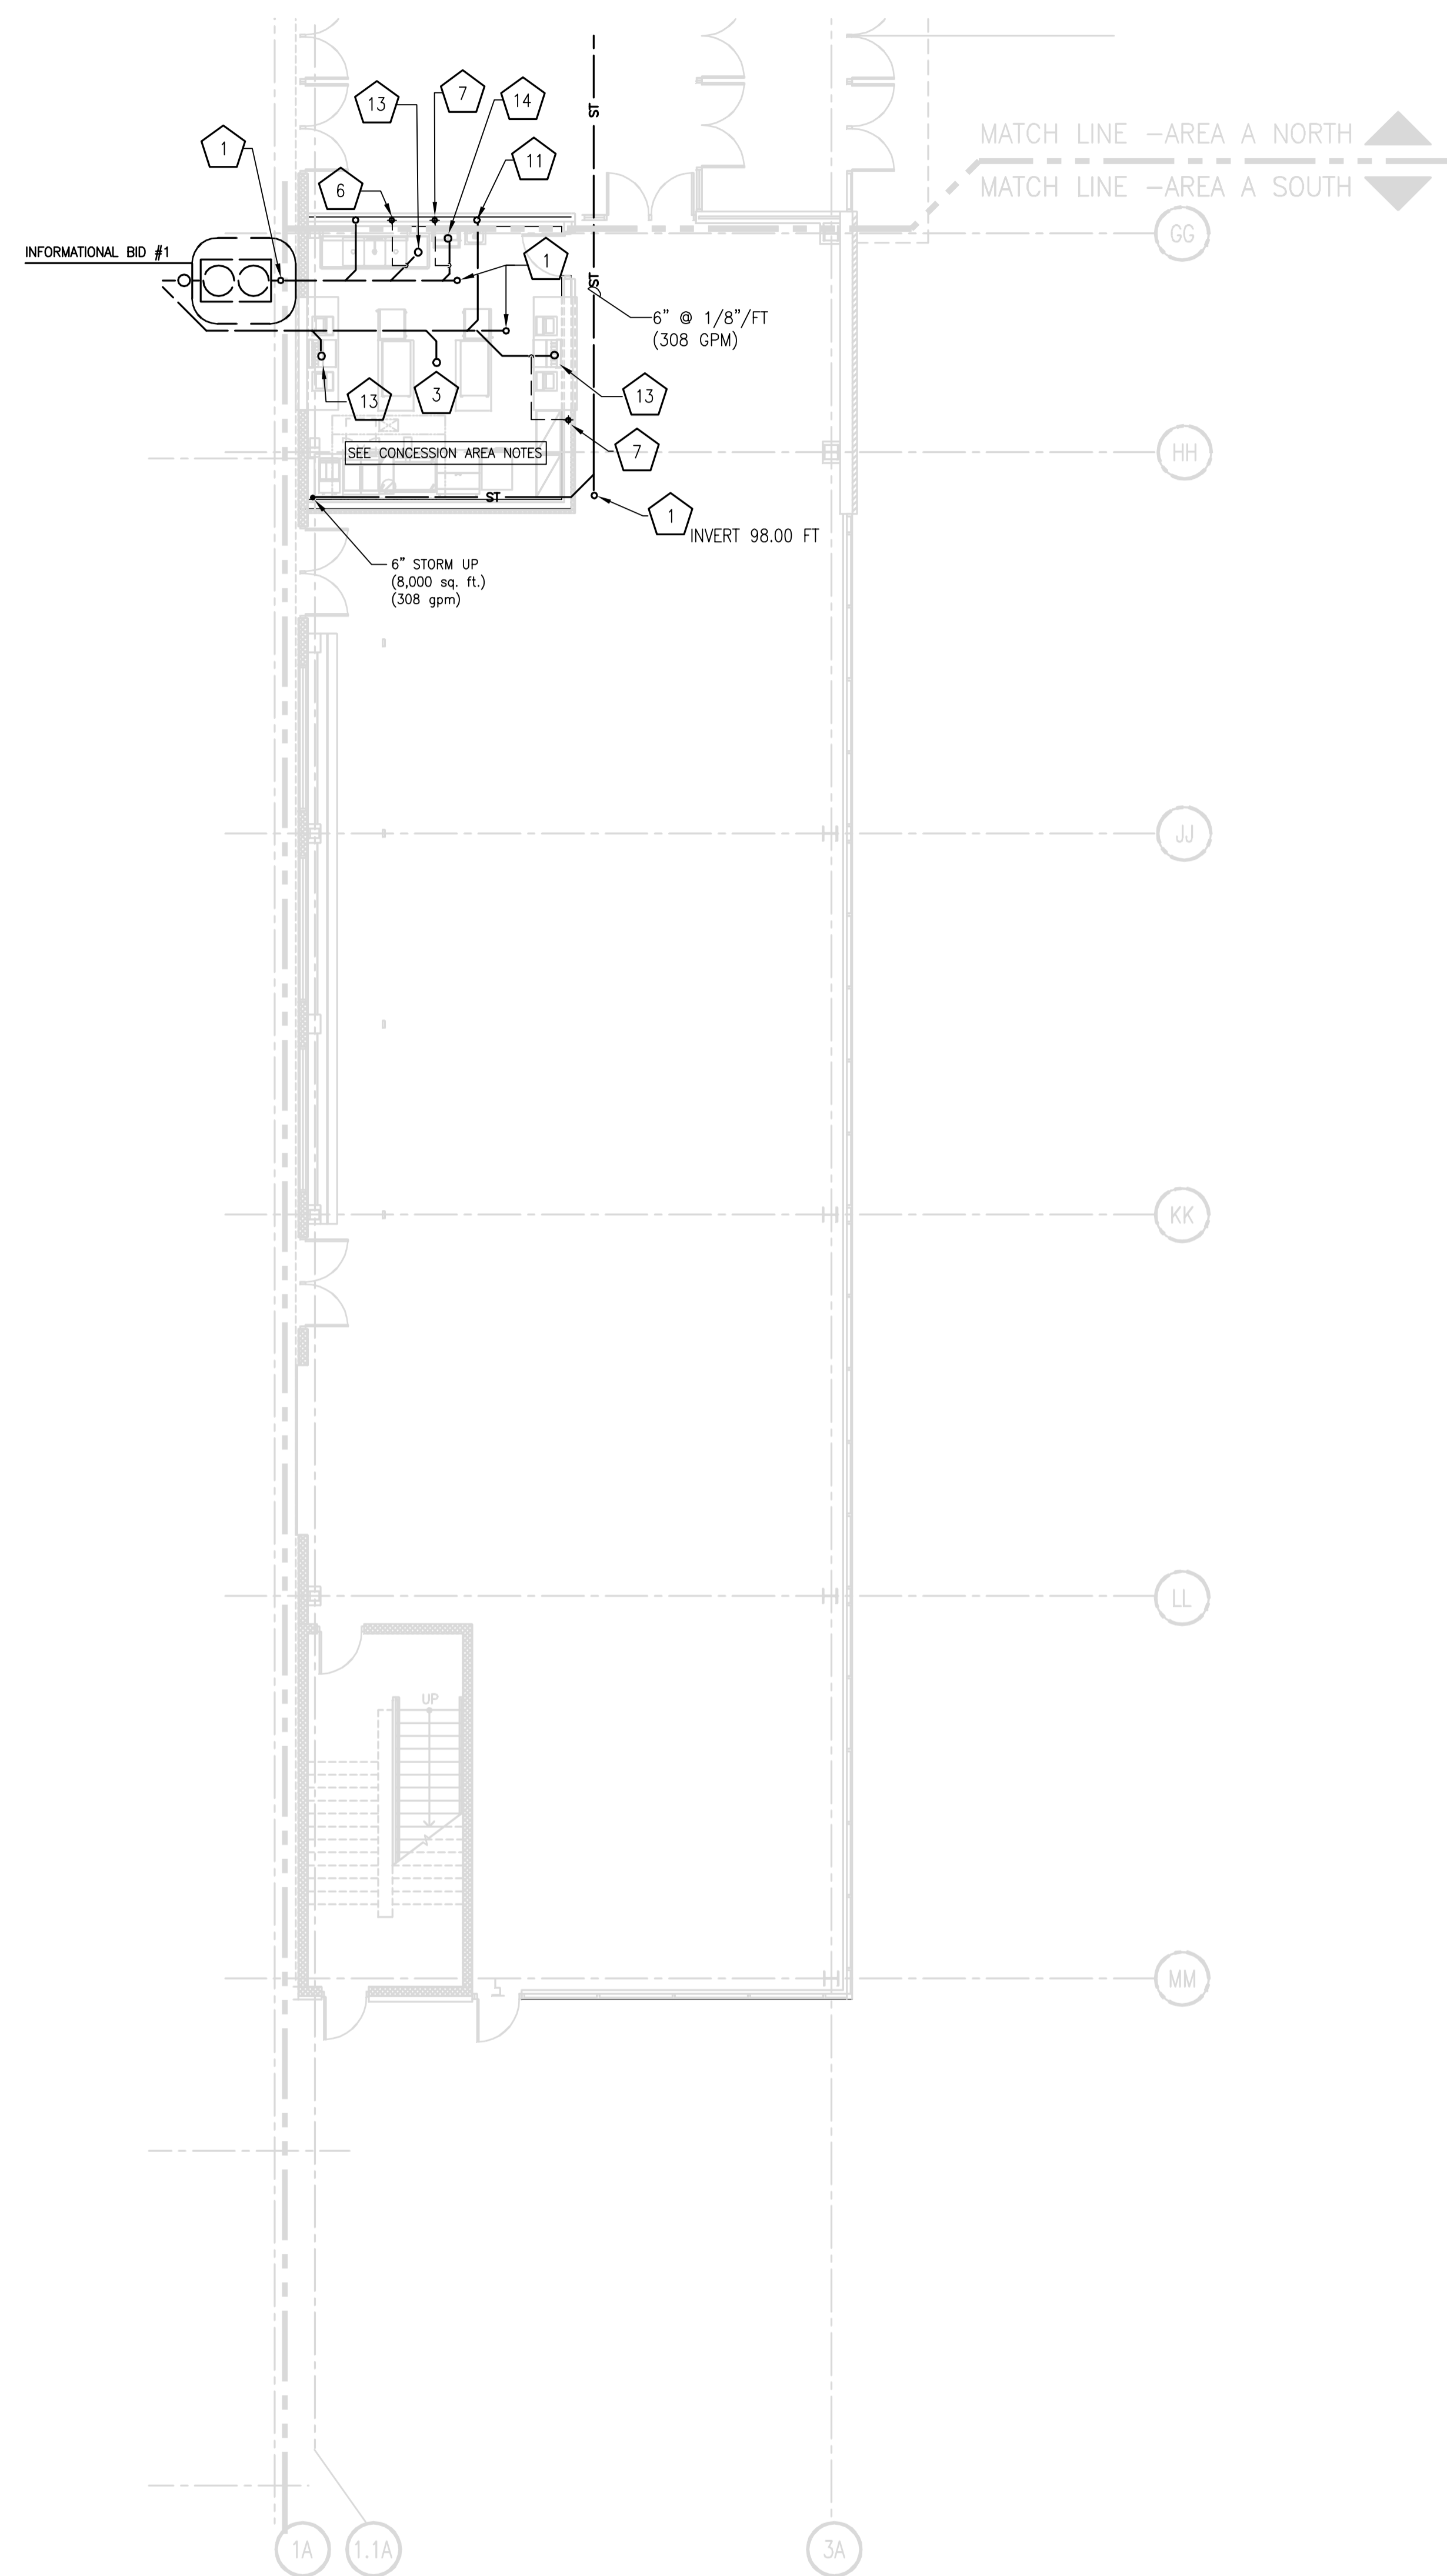 13
7
14
ST
1
11
6
MATCH LINE -AREA A NORTH
MATCH LINE -AREA A SOUTH
GG
INFORMATIONAL BID #1
1
ST
6" @ 1/8"/FT
(308 GPM)
13
3
13
7
HH
SEE CONCESSION AREA NOTES
ST
1
INVERT 98.00 FT
6" STORM UP
(8,000 sq. ft.)
(308 gpm)
JJ
KK
LL
UP
MM
1A
1.1A
3A